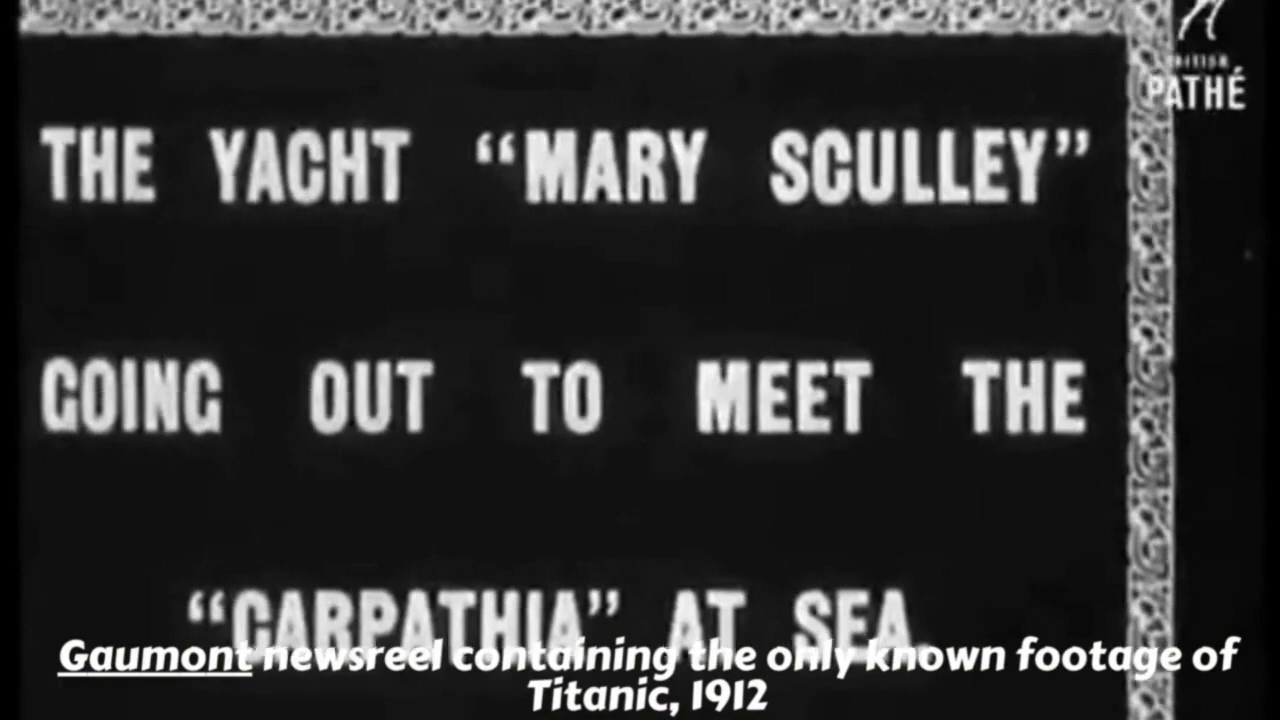 BRITISH
PATHÉ
THE YACHT “MARY SCULLEY”
GOING OUT TO MEET THE
“CARPATHIA” AT SEA.
Gaumont newsreel containing the only known footage of
Titanic, 1912